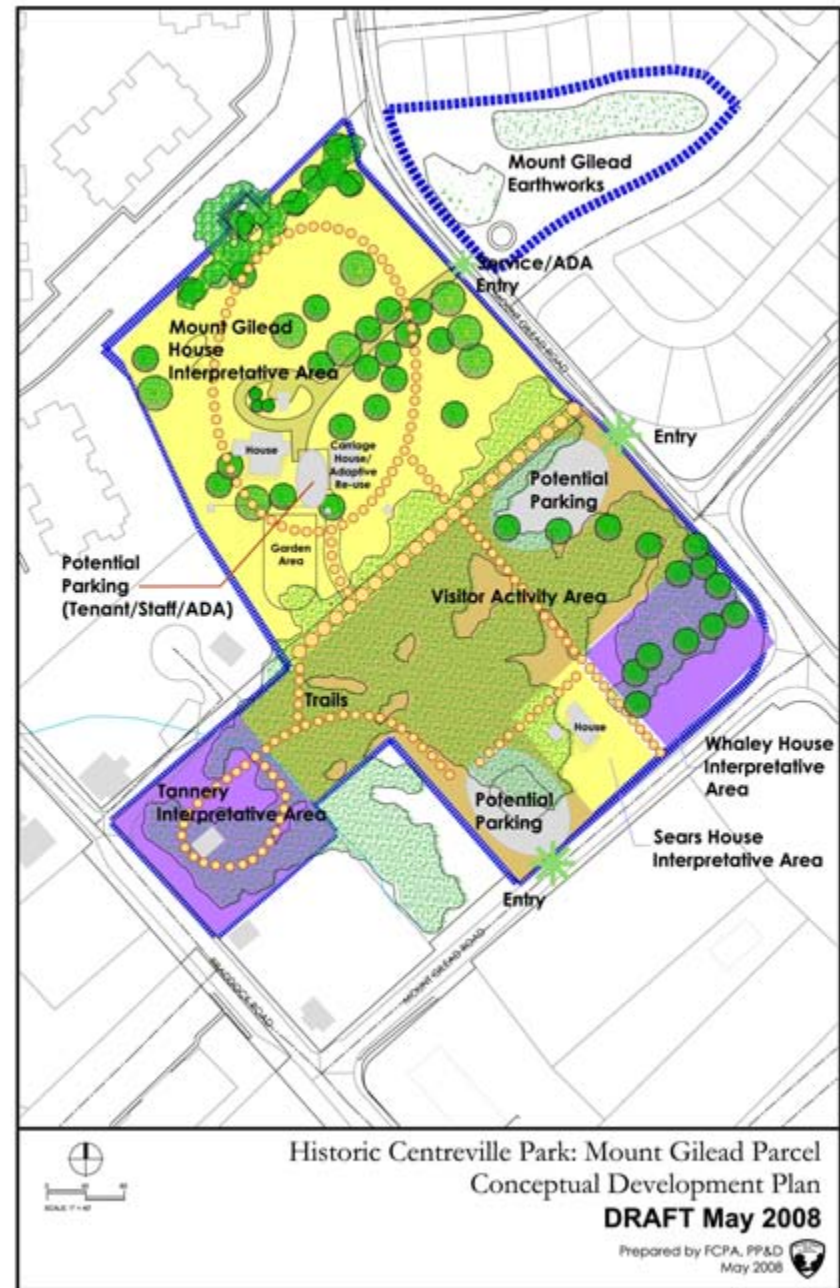 Mount Gilead
Earthworks
Service/ADA
Entry
MOUNT GILEAD ROAD
Mount Gilead
House
Interpretative Area
Entry
House
Carriage
House/
Adaptive
Re-use
Potential
Parking
Garden
Area
Potential
Parking
(Tenant/Staff/ADA)
Visitor Activity Area
Trails
House
Whaley House
Interpretative
Area
Tannery
Interpretative Area
Potential
Parking
Sears House
Interpretative Area
Entry
BRADDOCK ROAD
MOUNT GILEAD ROAD
Historic Centreville Park: Mount Gilead Parcel
Conceptual Development Plan
DRAFT May 2008
Prepared by FCPA, PP&D
May 2008